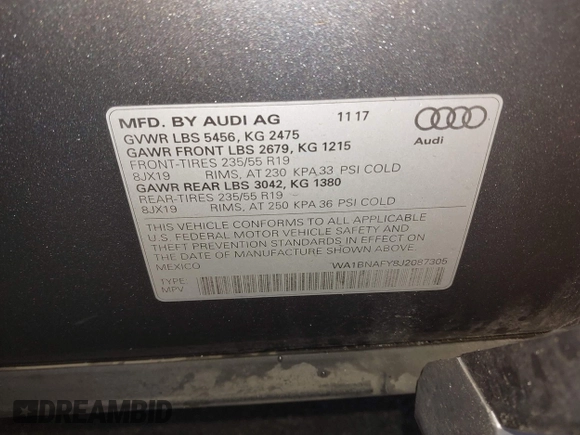 MFD. BY AUDI AG 11 17
GVWR LBS 5456, KG 2475
GAWR FRONT LBS 2679, KG 1215
FRONT-TIRES 235/55 R19
8JX19 RIMS, AT 230 KPA 33 PSI COLD
GAWR REAR LBS 3042, KG 1380
REAR-TIRES 235/55 R19
8JX19 RIMS, AT 250 KPA 36 PSI COLD
Audi
THIS VEHICLE CONFORMS TO ALL APPLICABLE
U.S. FEDERAL MOTOR VEHICLE SAFETY AND
THEFT PREVENTION STANDARDS IN EFFECT ON
THE DATE OF MANUFACTURE SHOWN ABOVE.
MEXICO WA1BNAFY8J2087305
TYPE:
MPV
DREAMBID